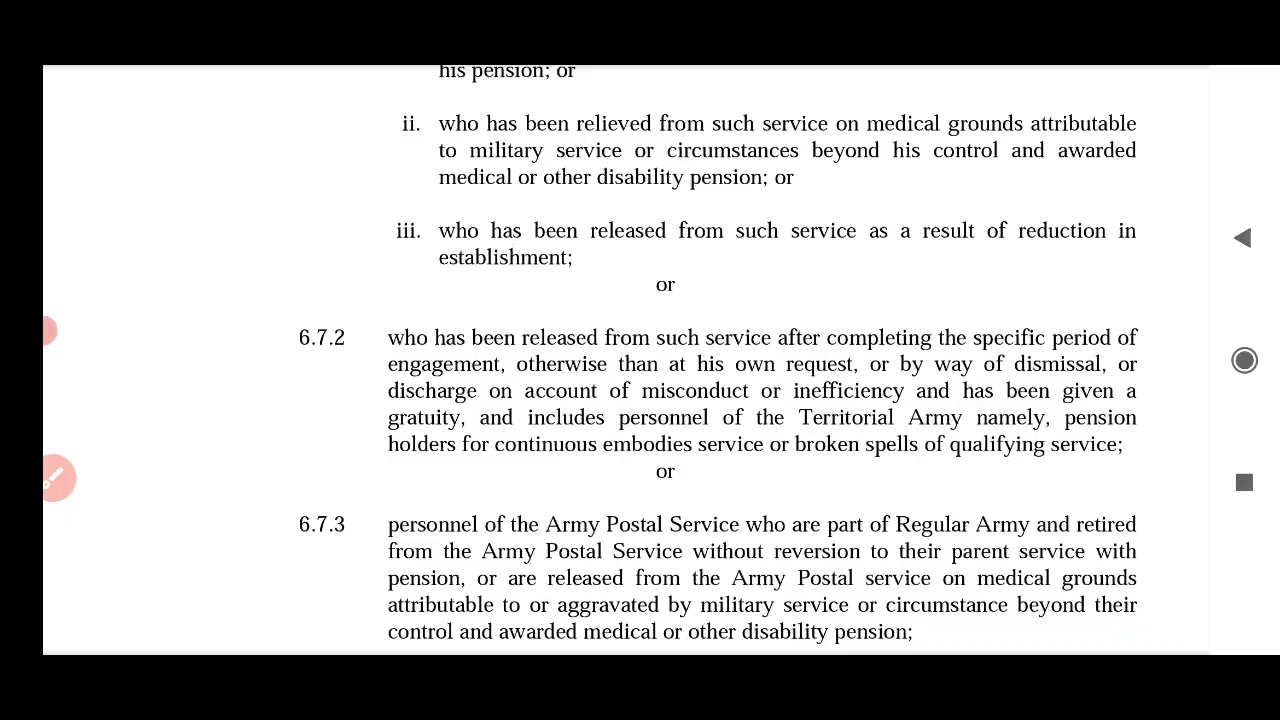 his pension; or
ii. who has been relieved from such service on medical grounds attributable
to military service or circumstances beyond his control and awarded
medical or other disability pension; or
iii. who has been released from such service as a result of reduction in
establishment;
or
6.7.2 who has been released from such service after completing the specific period of
engagement, otherwise than at his own request, or by way of dismissal, or
discharge on account of misconduct or inefficiency and has been given a
gratuity, and includes personnel of the Territorial Army namely, pension
holders for continuous embodies service or broken spells of qualifying service;
or
6.7.3 personnel of the Army Postal Service who are part of Regular Army and retired
from the Army Postal Service without reversion to their parent service with
pension, or are released from the Army Postal service on medical grounds
attributable to or aggravated by military service or circumstance beyond their
control and awarded medical or other disability pension;